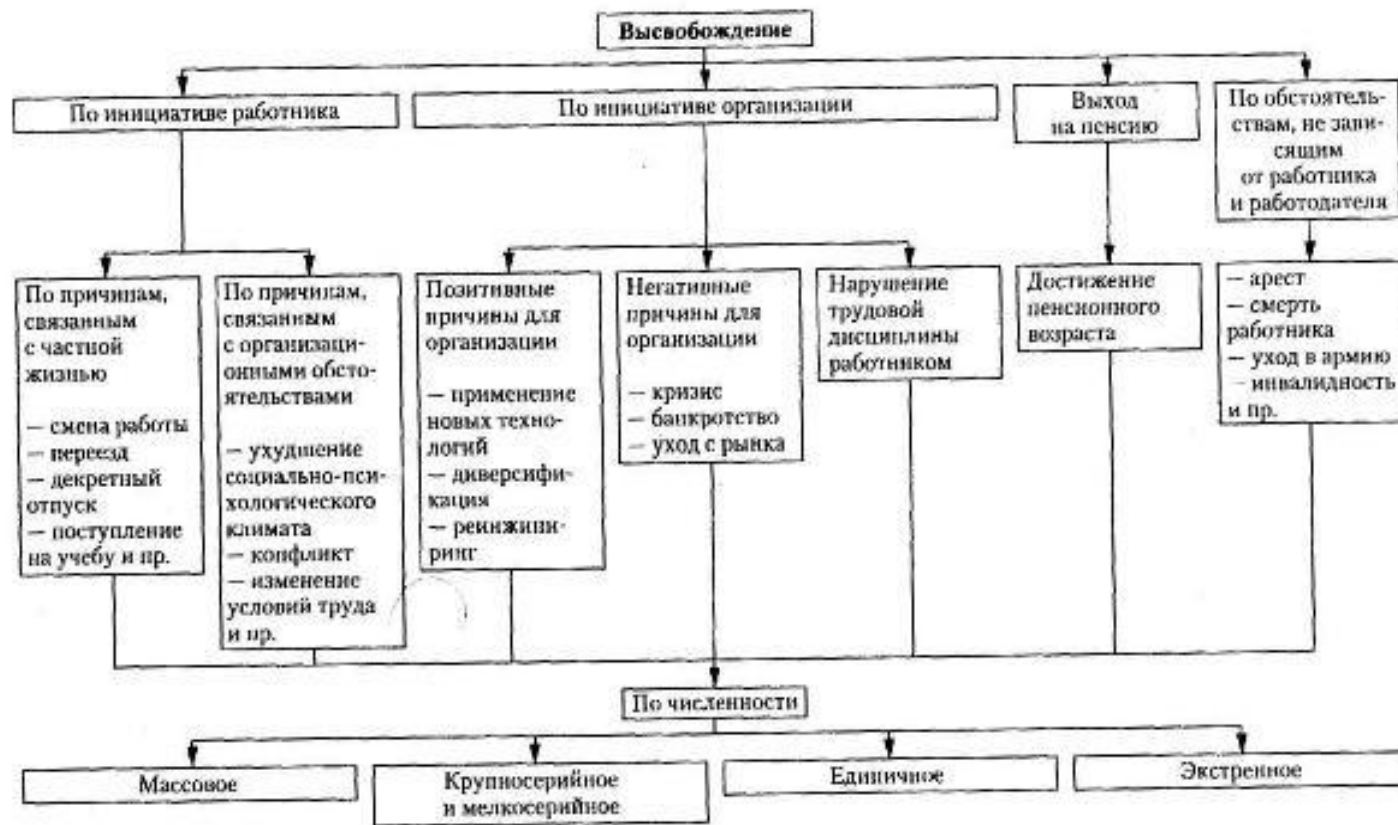 Высвобождение
По инициативе работника
По инициативе организации
Выход
на пенсию
По обстоятель-
ствам, не зави-
сящим
от работника
и работодателя
По причинам,
связанным
с частной
жизнью
— смена работы
— переезд
— декретный
отпуск
— поступление
на учебу и пр.
По причинам,
связанным
с организаци-
онными обсто-
ятельствами
— ухудшение
социально-пси-
хологического
климата
— конфликт
— изменение
условий труда
и пр.
Позитивные
причины для
организации
— применение
новых техно-
логий
— диверсифи-
кация
— реинжини-
ринг
Негативные
причины для
организации
— кризис
— банкротство
— уход с рынка
Нарушение
трудовой
дисциплины
работником
Достижение
пенсионного
возраста
— арест
— смерть
работника
— уход в армию
— инвалидность
и пр.
По численности
Массовое
Крупносерийное
и мелкосерийное
Единичное
Экстренное